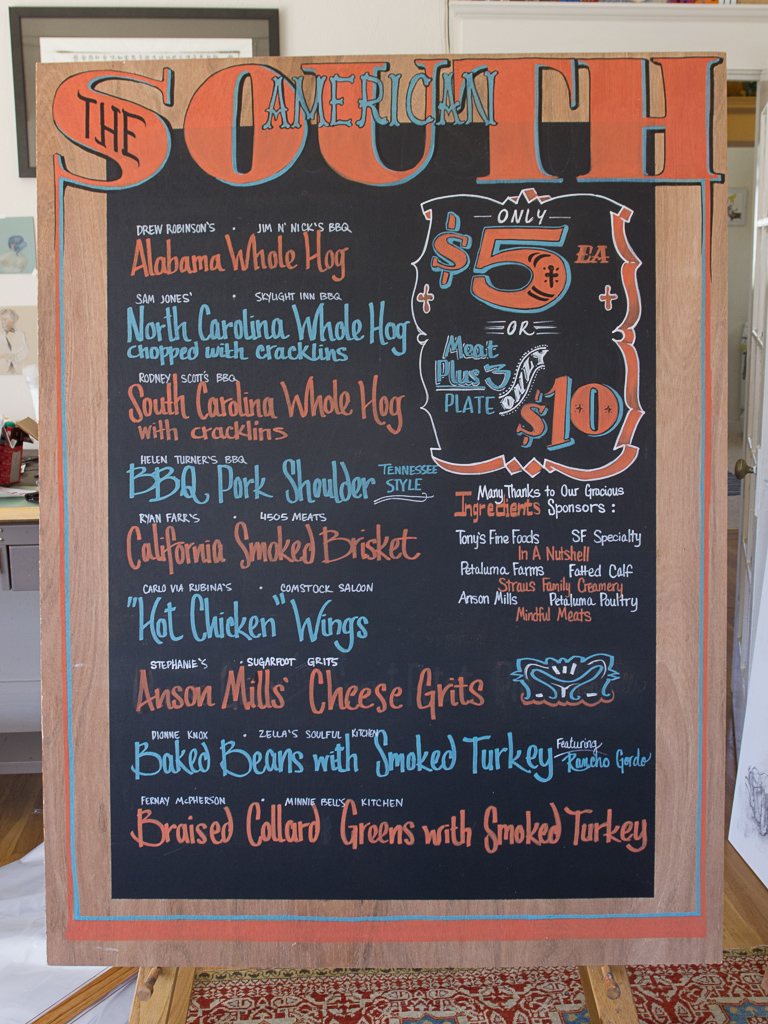 THE AMERICAN SOUTH
DREW ROBINSON'S · JIM N' NICK'S BBQ
Alabama Whole Hog
SAM JONES' · SKYLIGHT INN BBQ
North Carolina Whole Hog
chopped with cracklins
RODNEY SCOTT'S BBQ
South Carolina Whole Hog
with cracklins
HELEN TURNER'S BBQ
BBQ Pork Shoulder TENNESSEE
STYLE
RYAN FARR'S · 4505 MEATS
California Smoked Brisket
CARLO VIA RUBINA'S · COMSTOCK SALOON
"Hot Chicken" Wings
STEPHANIE'S · SUGARFOOT GRITS
Anson Mills' Cheese Grits
DIONNE KNOX · ZELLA'S SOULFUL KITCHEN
Baked Beans with Smoked Turkey Featuring
Rancho Gordo
FERNAY McPHERSON · MINNIE BELL'S KITCHEN
Braised Collard Greens with Smoked Turkey
ONLY
$5 EA
OR
Meat
Plus 3
PLATE
ONLY
$10
Many Thanks to Our Gracious
Ingredients Sponsors :
Tony's Fine Foods SF Specialty
In A Nutshell
Petaluma Farms Fatted Calf
Straus Family Creamery
Anson Mills Petaluma Poultry
Mindful Meats